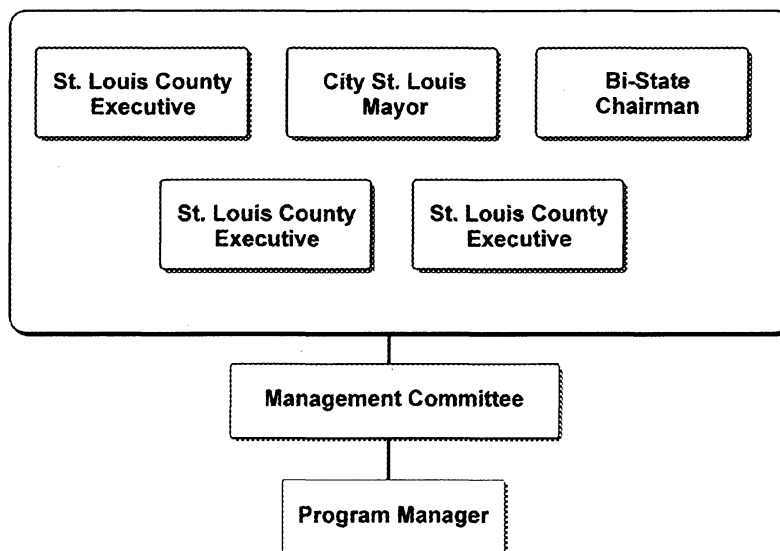 St. Louis County
Executive
City St. Louis
Mayor
Bi-State
Chairman
St. Louis County
Executive
St. Louis County
Executive
Management Committee
Program Manager